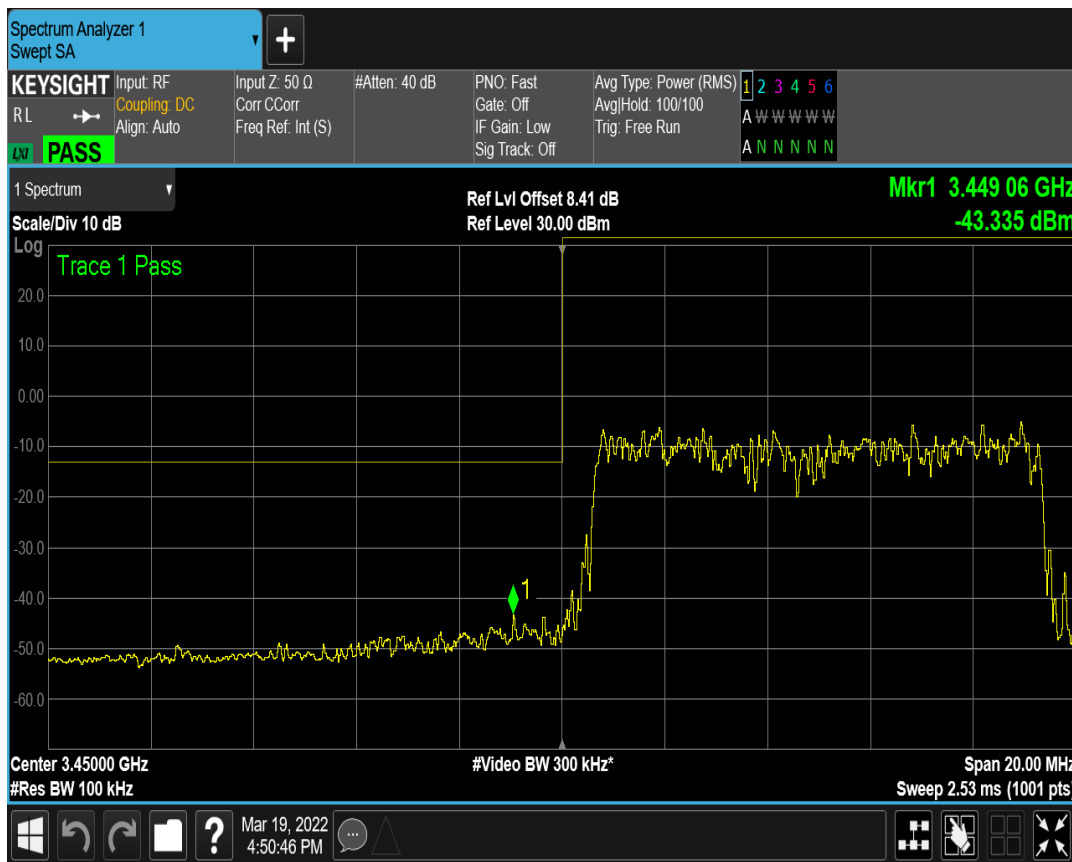 Spectrum Analyzer 1
Swept SA
+
KEYSIGHT Input: RF Input Z: 50 Ω #Atten: 40 dB PNO: Fast Avg Type: Power (RMS) 1 2 3 4 5 6
Coupling: DC Corr CCorr Gate: Off Avg|Hold: 100/100
R L Align: Auto Freq Ref: Int (S) IF Gain: Low Trig: Free Run A W W W W W
LXI PASS Sig Track: Off A N N N N N
1 Spectrum Ref Lvl Offset 8.41 dB Mkr1 3.449 06 GHz
Scale/Div 10 dB Ref Level 30.00 dBm -43.335 dBm
Log
Trace 1 Pass
20.0
10.0
0.00
-10.0
-20.0
-30.0
-40.0
1
-50.0
-60.0
Center 3.45000 GHz #Video BW 300 kHz* Span 20.00 MHz
#Res BW 100 kHz Sweep 2.53 ms (1001 pts)
? Mar 19, 2022
4:50:46 PM